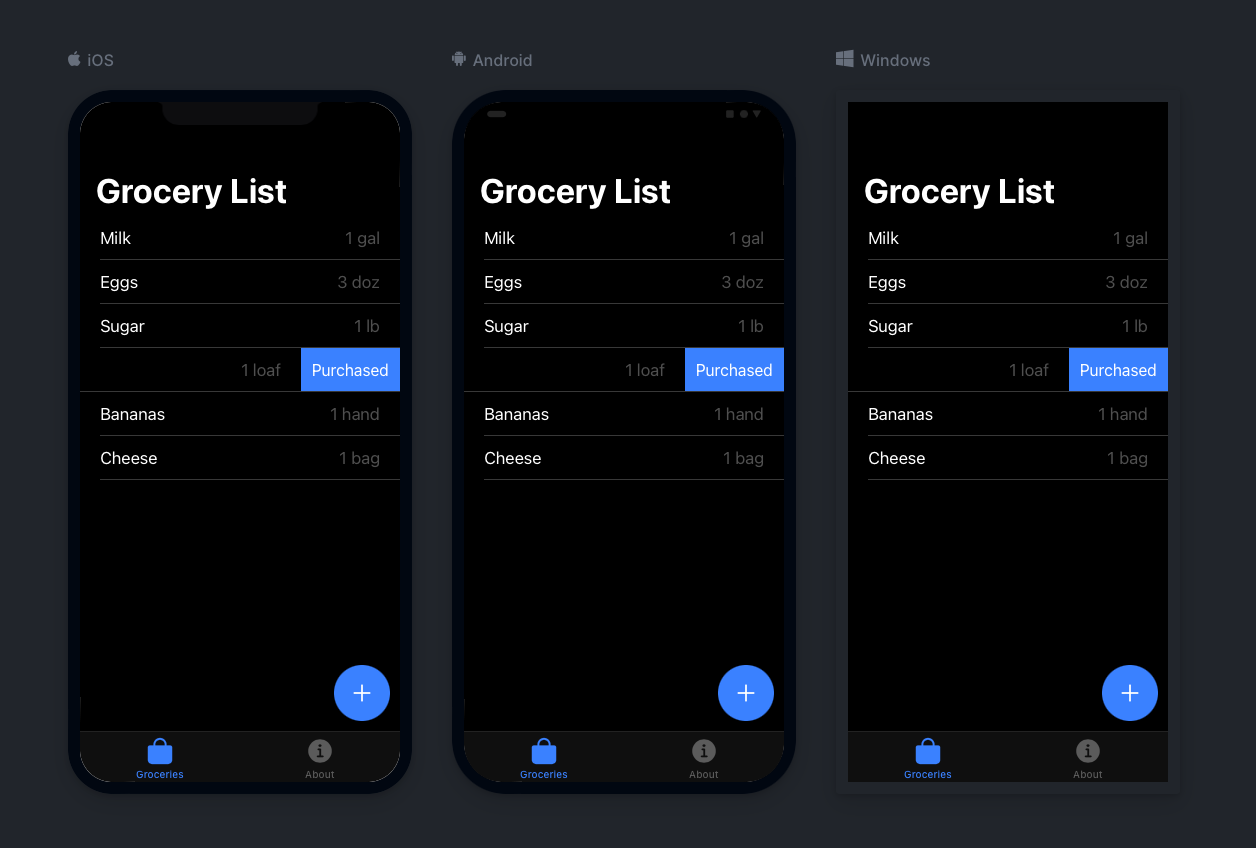 iOS
Grocery List
Milk 1 gal
Eggs 3 doz
Sugar 1 lb
1 loaf Purchased
Bananas 1 hand
Cheese 1 bag
+
Groceries About
Android
Grocery List
Milk 1 gal
Eggs 3 doz
Sugar 1 lb
1 loaf Purchased
Bananas 1 hand
Cheese 1 bag
+
Groceries About
Windows
Grocery List
Milk 1 gal
Eggs 3 doz
Sugar 1 lb
1 loaf Purchased
Bananas 1 hand
Cheese 1 bag
+
Groceries About